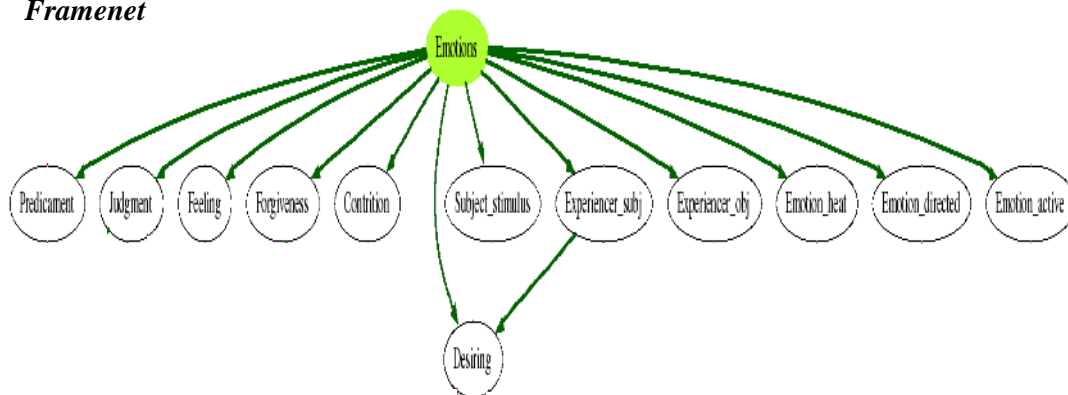 Framenet
Emotions
Predicament Judgment Feeling Forgiveness Contrition Subject_stimulus Experiencer_subj Experiencer_obj Emotion_heat Emotion_directed Emotion_active
Desiring